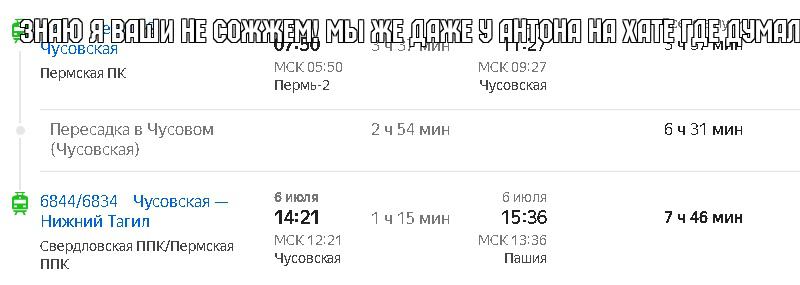 ЗНАЮ Я ВАШИ НЕ СОЖЖЕМ! МЫ ЖЕ ДАЖЕ У АНТОНА НА ХАТЕ ГДЕ ДУМАЛ
Чусовская 07:50 3 ч 37 мин 11:27 3 ч 37 мин
Пермская ПК МСК 05:50 МСК 09:27
Пермь-2 Чусовская
Пересадка в Чусовом 2 ч 54 мин 6 ч 31 мин
(Чусовская)
6844/6834 Чусовская — 6 июля 6 июля
Нижний Тагил 14:21 1 ч 15 мин 15:36 7 ч 46 мин
Свердловская ППК/Пермская МСК 12:21 МСК 13:36
ППК Чусовская Пашия